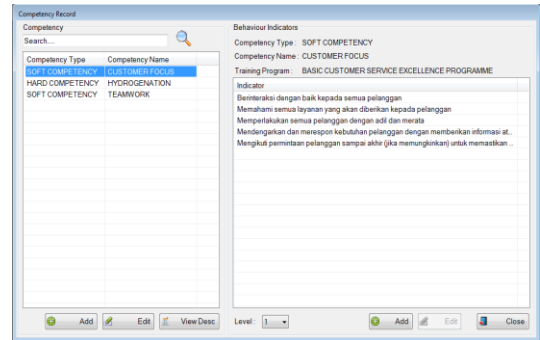 Competency Record
Competency
Search....
Competency Type Competency Name
SOFT COMPETENCY CUSTOMER FOCUS
HARD COMPETENCY HYDROGENATION
SOFT COMPETENCY TEAMWORK
Add Edit View Desc
Behaviour Indicators
Competency Type : SOFT COMPETENCY
Competency Name : CUSTOMER FOCUS
Training Program : BASIC CUSTOMER SERVICE EXCELLENCE PROGRAMME
Indicator
Berinteraksi dengan baik kepada semua pelanggan
Memahami semua layanan yang akan diberikan kepada pelanggan
Memperlakukan semua pelanggan dengan adil dan merata
Mendengarkan dan merespon kebutuhan pelanggan dengan memberikan informasi at..
Mengikuti permintaan pelanggan sampai akhir (jika memungkinkan) untuk memastikan ..
Level : 1 Add Edit Close